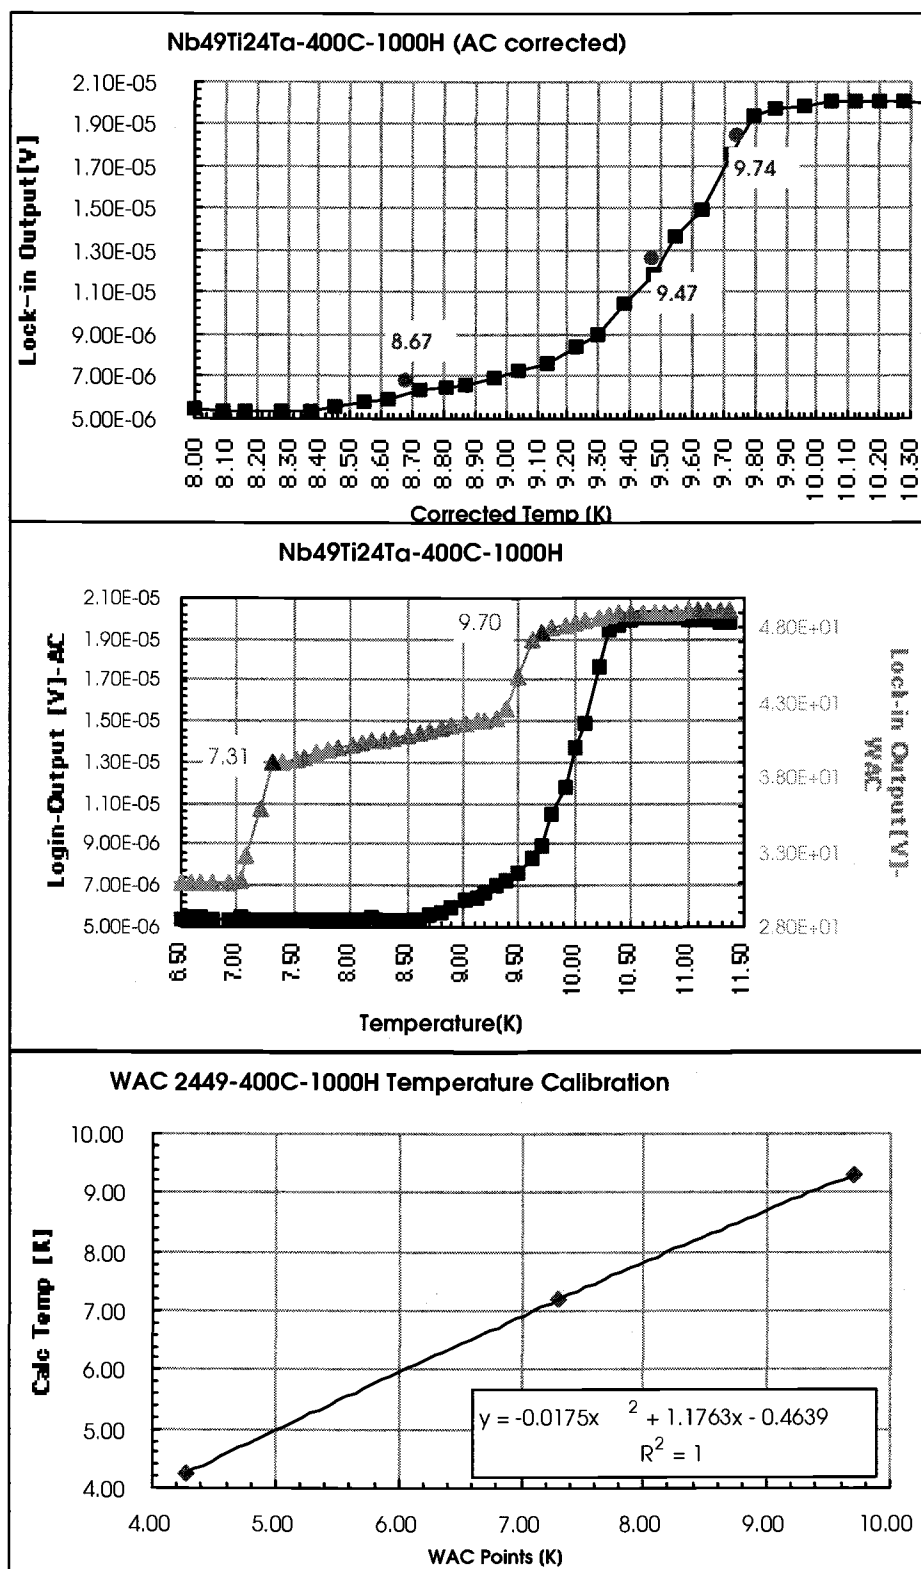 Nb49Ti24Ta-400C-1000H (AC corrected)
2.10E-05
1.90E-05
1.70E-05
1.50E-05
1.30E-05
1.10E-05
9.00E-06
7.00E-06
5.00E-06
Lock-in Output[V]
9.74
9.47
8.67
8.00
8.10
8.20
8.30
8.40
8.50
8.60
8.70
8.80
8.90
9.00
9.10
9.20
9.30
9.40
9.50
9.60
9.70
9.80
9.90
10.00
10.10
10.20
10.30
Corrected Temp [K]
Nb49Ti24Ta-400C-1000H
2.10E-05
1.90E-05
1.70E-05
1.50E-05
1.30E-05
1.10E-05
9.00E-06
7.00E-06
5.00E-06
Login-Output [V]-AC
9.70
7.31
4.80E+01
4.30E+01
3.80E+01
3.30E+01
2.80E+01
Lock-in Output[V]-
WAC
6.50
7.00
7.50
8.00
8.50
9.00
9.50
10.00
10.50
11.00
11.50
Temperature(K)
WAC 2449-400C-1000H Temperature Calibration
10.00
9.00
8.00
7.00
6.00
5.00
4.00
Calc Temp [K]
y = -0.0175x² + 1.1763x - 0.4639
R² = 1
4.00 5.00 6.00 7.00 8.00 9.00 10.00
WAC Points (K)